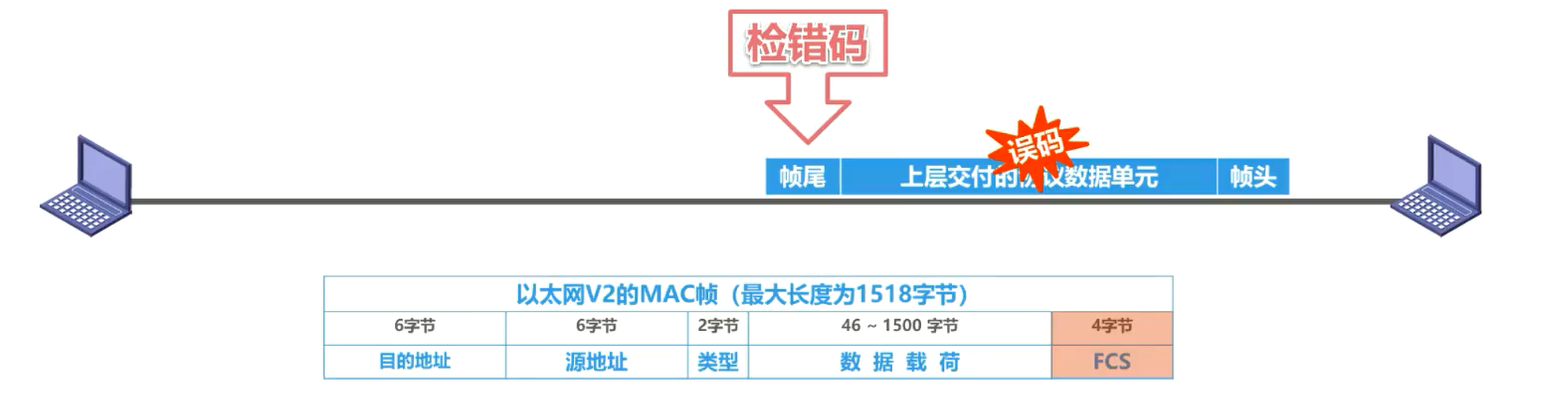 检错码
误码
帧尾 上层交付的协议数据单元 帧头
以太网V2的MAC帧（最大长度为1518字节）
6字节 6字节 2字节 46 ~ 1500 字节 4字节
目的地址 源地址 类型 数 据 载 荷 FCS